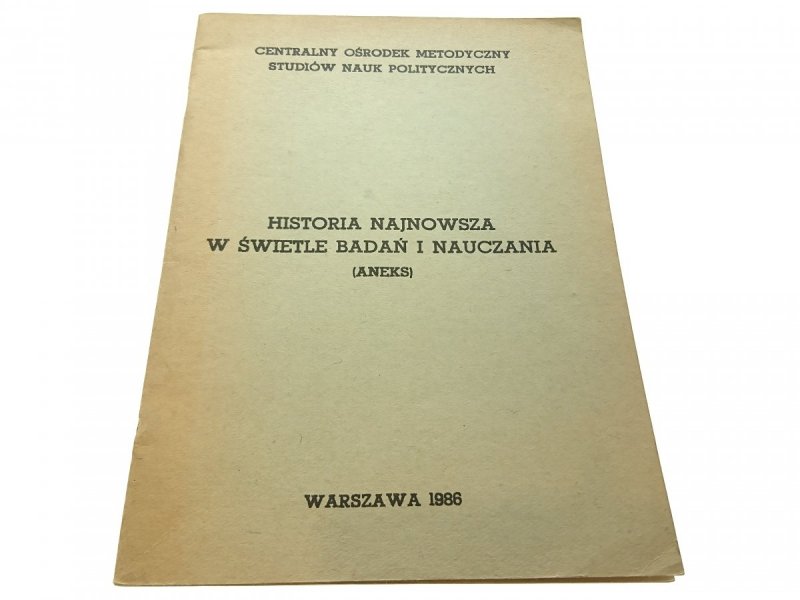 CENTRALNY OŚRODEK METODYCZNY
STUDIÓW NAUK POLITYCZNYCH
HISTORIA NAJNOWSZA
W ŚWIETLE BADAŃ I NAUCZANIA
(ANEKS)
WARSZAWA 1986